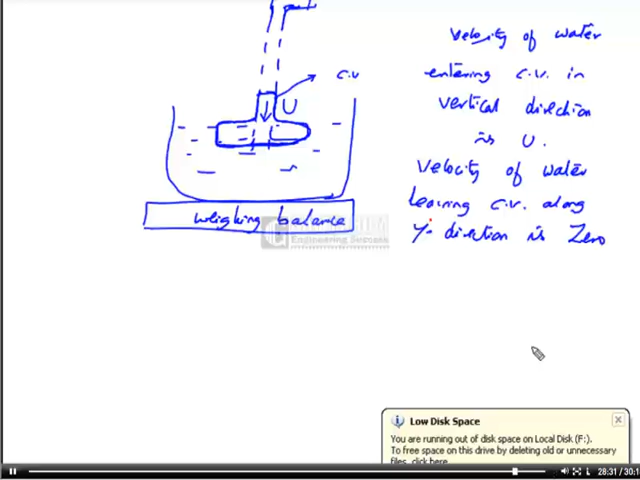 Velocity of water
c.v
entering c.v. in
U
vertical direction
is U.
Velocity of water
leaving c.v. along
weighing balance
Y- direction is Zero
Engineering Success
Low Disk Space
You are running out of disk space on Local Disk (F:).
To free space on this drive by deleting old or unnecessary
files, click here
28:31/30:1